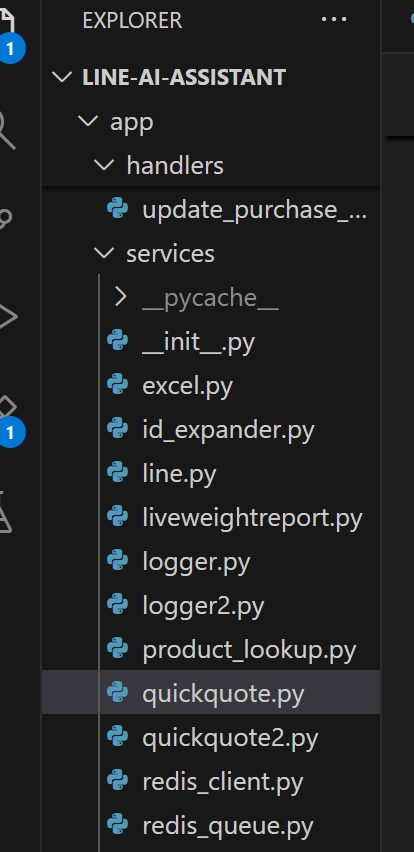 EXPLORER ...
1
LINE-AI-ASSISTANT
app
handlers
update_purchase_...
services
__pycache__
__init__.py
excel.py
id_expander.py
1
line.py
liveweightreport.py
logger.py
logger2.py
product_lookup.py
quickquote.py
quickquote2.py
redis_client.py
redis_queue.py